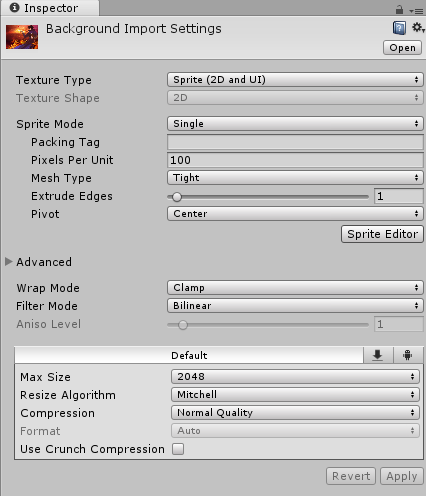 Inspector
Background Import Settings
Open
Texture Type Sprite (2D and UI)
Texture Shape 2D
Sprite Mode Single
Packing Tag
Pixels Per Unit 100
Mesh Type Tight
Extrude Edges 1
Pivot Center
Sprite Editor
Advanced
Wrap Mode Clamp
Filter Mode Bilinear
Aniso Level 1
Default
Max Size 2048
Resize Algorithm Mitchell
Compression Normal Quality
Format Auto
Use Crunch Compression
Revert Apply